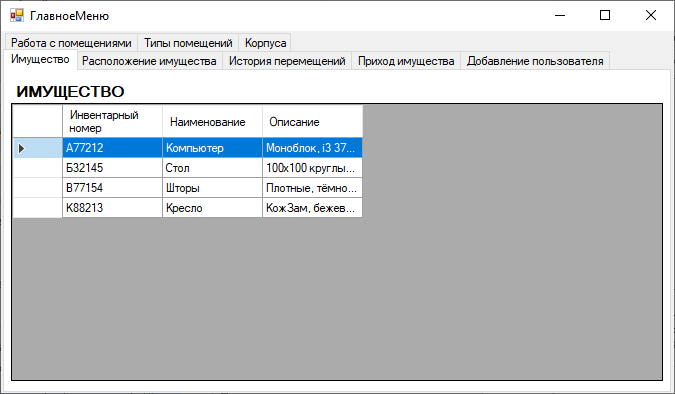 ГлавноеМеню
Работа с помещениями Типы помещений Корпуса
Имущество Расположение имущества История перемещений Приход имущества Добавление пользователя
ИМУЩЕСТВО
Инвентарный номер Наименование Описание
А77212 Компьютер Моноблок, i3 37...
Б32145 Стол 100х100 круглы...
В77154 Шторы Плотные, тёмно...
К88213 Кресло КожЗам, бежев...